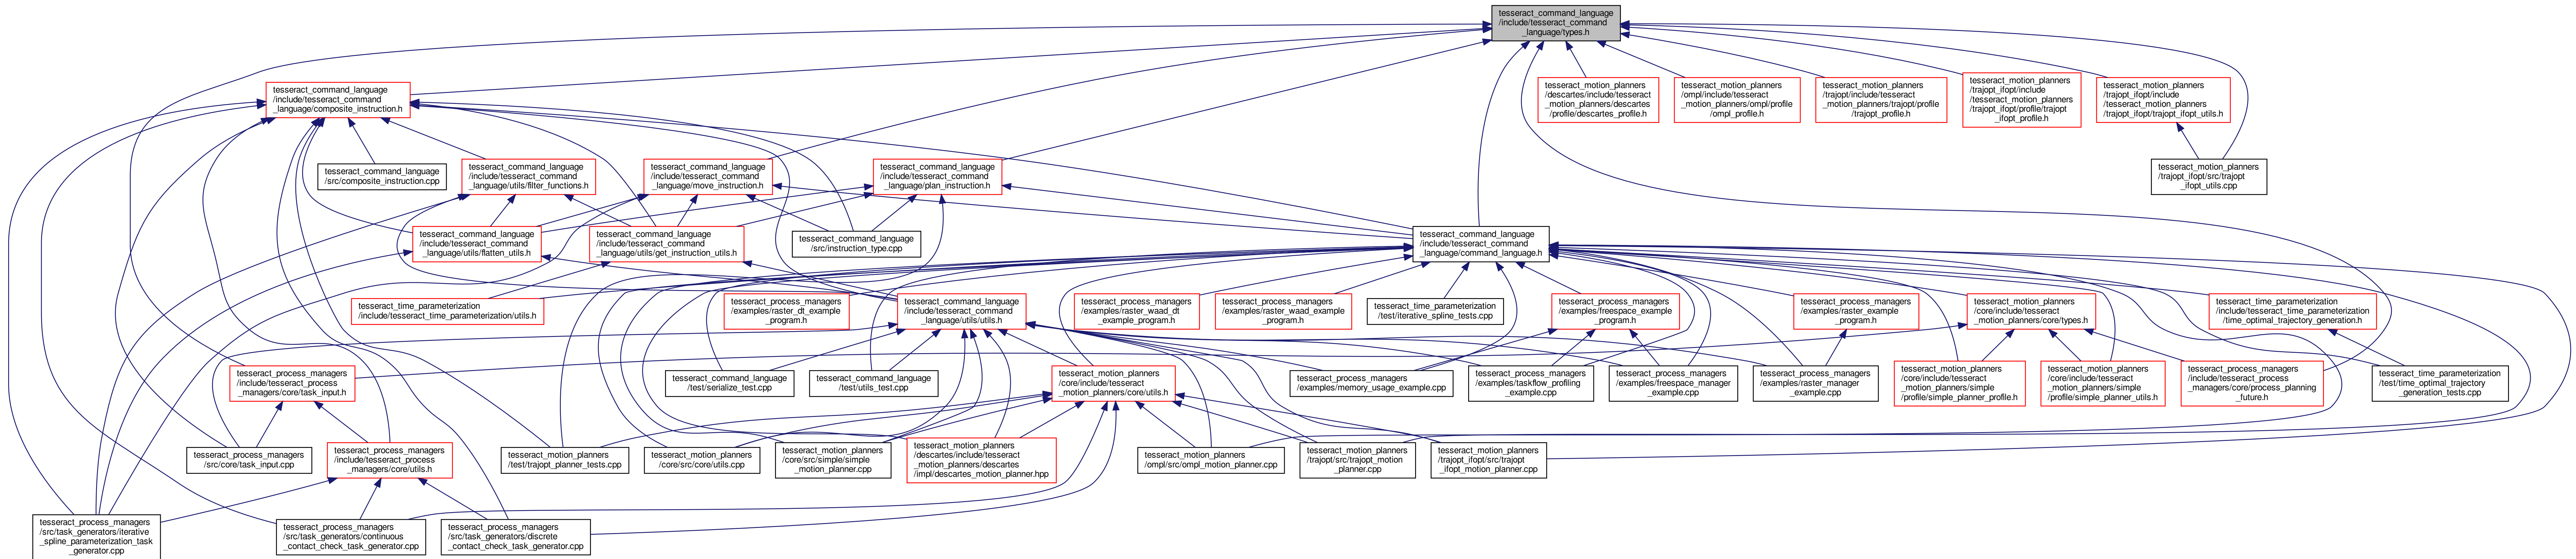 tesseract_command_language
/include/tesseract_command
_language/types.h
tesseract_command_language
/include/tesseract_command
_language/composite_instruction.h
tesseract_motion_planners
/descartes/include/tesseract
_motion_planners/descartes
/profile/descartes_profile.h
tesseract_motion_planners
/ompl/include/tesseract
_motion_planners/ompl/profile
/ompl_profile.h
tesseract_motion_planners
/trajopt/include/tesseract
_motion_planners/trajopt/profile
/trajopt_profile.h
tesseract_motion_planners
/trajopt_ifopt/include
/tesseract_motion_planners
/trajopt_ifopt/profile/trajopt
_ifopt_profile.h
tesseract_motion_planners
/trajopt_ifopt/include
/tesseract_motion_planners
/trajopt_ifopt/trajopt_ifopt_utils.h
tesseract_command_language
/src/composite_instruction.cpp
tesseract_command_language
/include/tesseract_command
_language/utils/filter_functions.h
tesseract_command_language
/include/tesseract_command
_language/move_instruction.h
tesseract_command_language
/include/tesseract_command
_language/plan_instruction.h
tesseract_motion_planners
/trajopt_ifopt/src/trajopt
_ifopt_utils.cpp
tesseract_command_language
/include/tesseract_command
_language/utils/flatten_utils.h
tesseract_command_language
/include/tesseract_command
_language/utils/get_instruction_utils.h
tesseract_command_language
/src/instruction_type.cpp
tesseract_command_language
/include/tesseract_command
_language/command_language.h
tesseract_time_parameterization
/include/tesseract_time_parameterization/utils.h
tesseract_process_managers
/examples/raster_dt_example
_program.h
tesseract_command_language
/include/tesseract_command
_language/utils/utils.h
tesseract_process_managers
/examples/raster_waad_dt
_example_program.h
tesseract_process_managers
/examples/raster_waad_example
_program.h
tesseract_time_parameterization
/test/iterative_spline_tests.cpp
tesseract_process_managers
/examples/freespace_example
_program.h
tesseract_process_managers
/examples/raster_example
_program.h
tesseract_motion_planners
/core/include/tesseract
_motion_planners/core/types.h
tesseract_time_parameterization
/include/tesseract_time_parameterization
/time_optimal_trajectory_generation.h
tesseract_process_managers
/include/tesseract_process
_managers/core/task_input.h
tesseract_command_language
/test/serialize_test.cpp
tesseract_command_language
/test/utils_test.cpp
tesseract_motion_planners
/core/include/tesseract
_motion_planners/core/utils.h
tesseract_process_managers
/examples/memory_usage_example.cpp
tesseract_process_managers
/examples/taskflow_profiling
_example.cpp
tesseract_process_managers
/examples/freespace_manager
_example.cpp
tesseract_process_managers
/examples/raster_manager
_example.cpp
tesseract_motion_planners
/core/include/tesseract
_motion_planners/core/simple
/profile/simple_planner_profile.h
tesseract_motion_planners
/core/include/tesseract
_motion_planners/simple
/profile/simple_planner_utils.h
tesseract_process_managers
/include/tesseract_process
_managers/core/process_planning
_future.h
tesseract_time_parameterization
/test/time_optimal_trajectory
_generation_tests.cpp
tesseract_process_managers
/src/core/task_input.cpp
tesseract_process_managers
/include/tesseract_process
_managers/core/utils.h
tesseract_motion_planners
/test/trajopt_planner_tests.cpp
tesseract_motion_planners
/core/src/core/utils.cpp
tesseract_motion_planners
/core/src/simple/simple
_motion_planner.cpp
tesseract_motion_planners
/descartes/include/tesseract
_motion_planners/descartes
/impl/descartes_motion_planner.hpp
tesseract_motion_planners
/ompl/src/ompl_motion_planner.cpp
tesseract_motion_planners
/trajopt/src/trajopt_motion
_planner.cpp
tesseract_motion_planners
/trajopt_ifopt/src/trajopt
_ifopt_motion_planner.cpp
tesseract_process_managers
/src/task_generators/iterative
_spline_parameterization_task
_generator.cpp
tesseract_process_managers
/src/task_generators/continuous
_contact_check_task_generator.cpp
tesseract_process_managers
/src/task_generators/discrete
_contact_check_task_generator.cpp